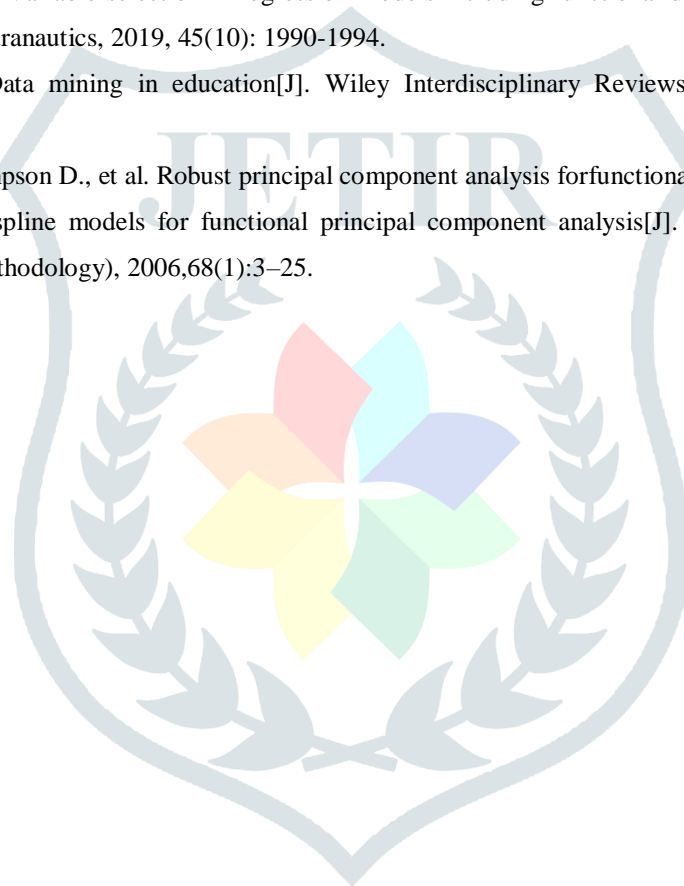 ranautics, 2019, 45(10): 1990-1994.
Data mining in education[J]. Wiley Interdisciplinary Reviews
JETIR
pson D., et al. Robust principal component analysis forfunctiona
spline models for functional principal component analysis[J].
thodology), 2006,68(1):3–25.